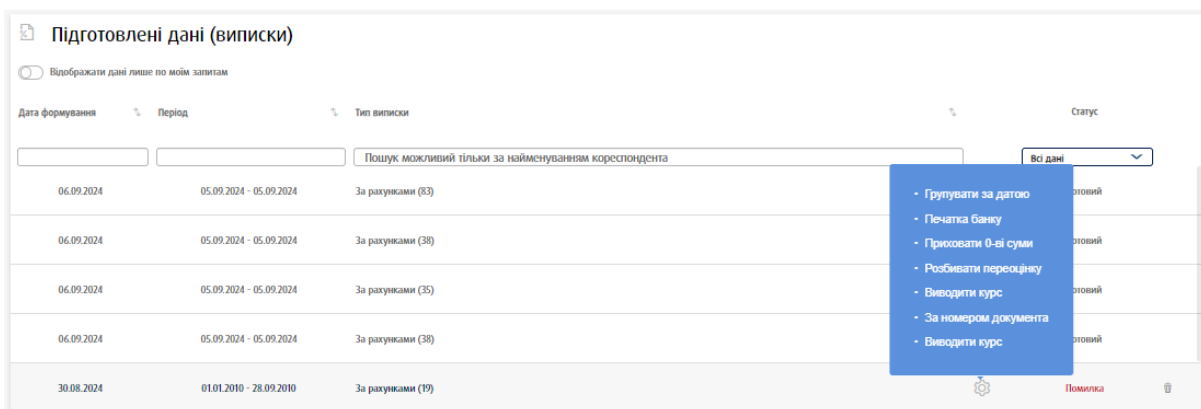 Підготовлені дані (виписки)
Відображати дані лише по моїм запитам
Дата формування Період Тип виписки Статус
Пошук можливий тільки за найменуванням кореспондента Всі дані
06.09.2024 05.09.2024 - 05.09.2024 За рахунками (83)
06.09.2024 05.09.2024 - 05.09.2024 За рахунками (38)
06.09.2024 05.09.2024 - 05.09.2024 За рахунками (35)
06.09.2024 05.09.2024 - 05.09.2024 За рахунками (38)
- Групувати за датою
- Печатка банку
- Приховати 0-ві суми
- Розбивати переоцінку
- Виводити курс
- За номером документа
- Виводити курс
30.08.2024 01.01.2010 - 28.09.2010 За рахунками (19) Помилка